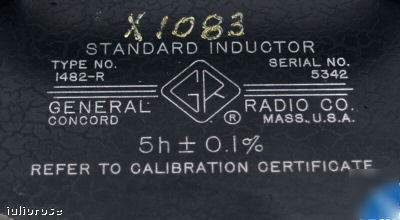 X1083
STANDARD INDUCTOR
TYPE NO. SERIAL NO.
1482-R 5342
GR
GENERAL RADIO CO.
®
CONCORD MASS., U.S.A.
5h ± 0.1%
REFER TO CALIBRATION CERTIFICATE
iuliorose